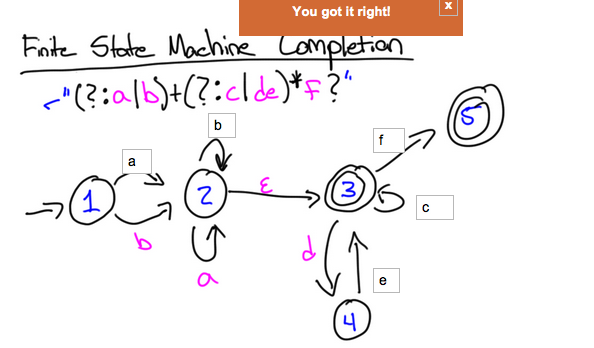 You got it right!
x
Finite State Machine Completion
r"(?:a|b)+(?:c|de)*f?"
b
f
5
a
1
2
ε
3
c
b
d
a
e
4